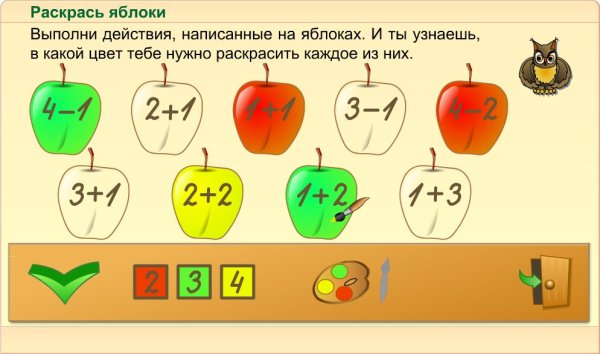 Раскрась яблоки
Выполни действия, написанные на яблоках. И ты узнаешь,
в какой цвет тебе нужно раскрасить каждое из них.
4−1 2+1 1+1 3−1 4−2
3+1 2+2 1+2 1+3
2 3 4